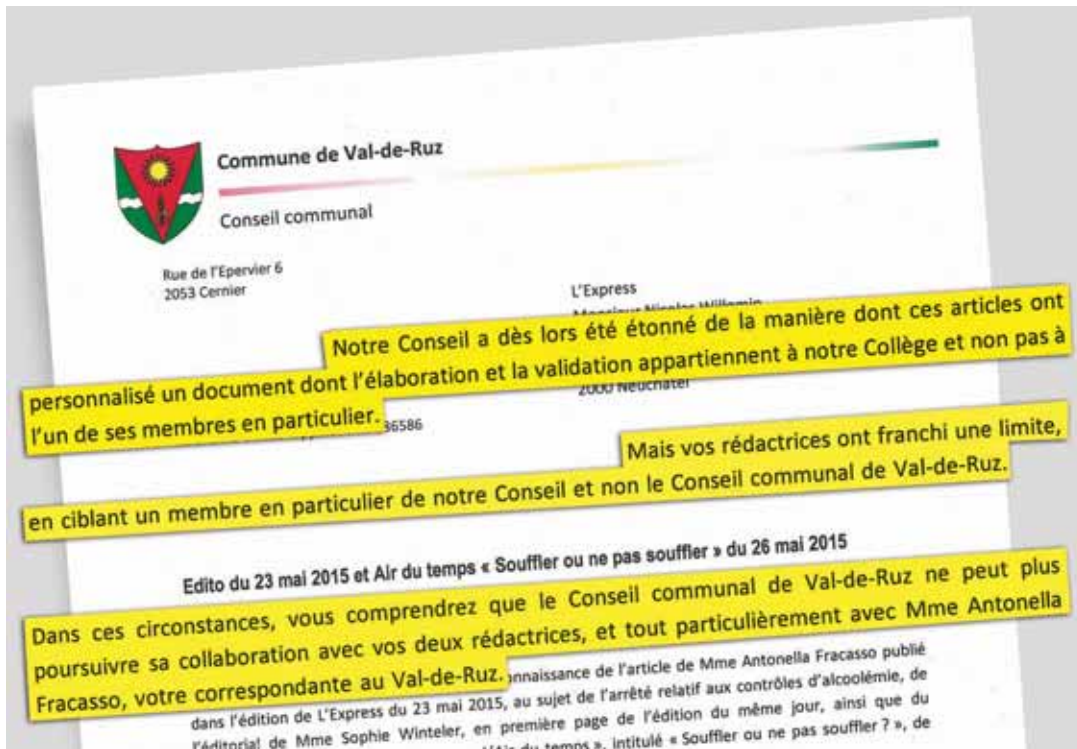 Commune de Val-de-Ruz
Conseil communal
Rue de l'Epervier 6
2053 Cernier
L'Express
Monsieur Nicolas Willemin
Notre Conseil a dès lors été étonné de la manière dont ces articles ont
personnalisé un document dont l'élaboration et la validation appartiennent à notre Collège et non pas à
l'un de ses membres en particulier.
2000 Neuchâtel
86586
Mais vos rédactrices ont franchi une limite,
en ciblant un membre en particulier de notre Conseil et non le Conseil communal de Val-de-Ruz.
Edito du 23 mai 2015 et Air du temps « Souffler ou ne pas souffler » du 26 mai 2015
Dans ces circonstances, vous comprendrez que le Conseil communal de Val-de-Ruz ne peut plus
poursuivre sa collaboration avec vos deux rédactrices, et tout particulièrement avec Mme Antonella
Fracasso, votre correspondante au Val-de-Ruz.
onnaissance de l'article de Mme Antonella Fracasso publié
dans l'édition de L'Express du 23 mai 2015, au sujet de l'arrêté relatif aux contrôles d'alcoolémie, de
l'éditorial de Mme Sophie Winteler, en première page de l'édition du même jour, ainsi que du
du temps », intitulé « Souffler ou ne pas souffler ? », de